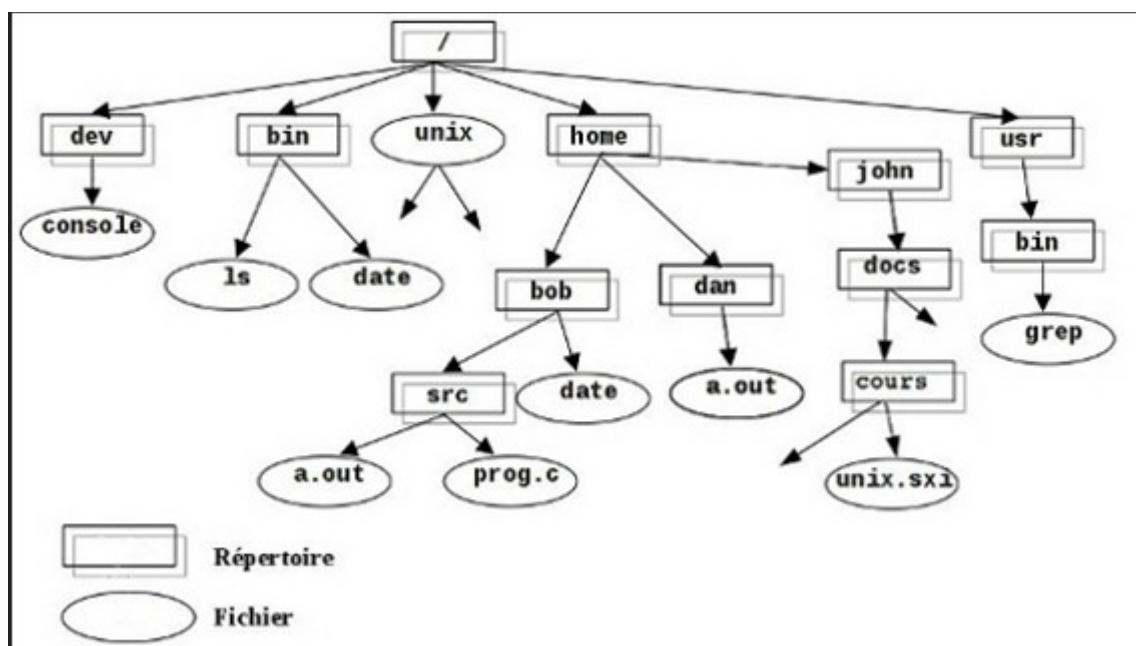 /
dev
bin
unix
home
usr
john
console
bin
docs
ls
date
bob
dan
grep
src
date
a.out
cours
a.out
prog.c
unix.sxi
Répertoire
Fichier